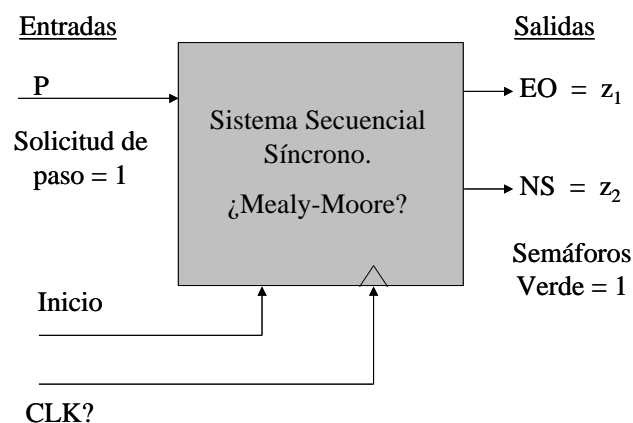 Entradas
Salidas
P
EO = z1
Solicitud de
paso = 1
Sistema Secuencial
Síncrono.
¿Mealy-Moore?
NS = z2
Semáforos
Verde = 1
Inicio
CLK?